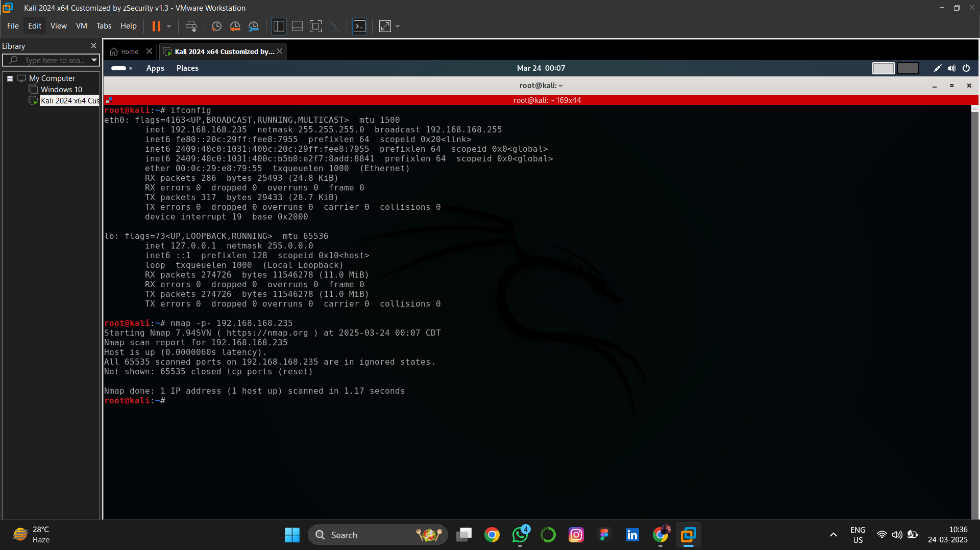 Kali 2024 x64 Customized by zSecurity v1.3 - VMware Workstation
File Edit View VM Tabs Help
Library
Type here to sea...
My Computer
Windows 10
Kali 2024 x64 Cus
Home
Kali 2024 x64 Customized by...
Apps Places
Mar 24 00:07
root@kali: ~
root@kali: ~ 169x44
root@kali:~# ifconfig
eth0: flags=4163<UP,BROADCAST,RUNNING,MULTICAST> mtu 1500
inet 192.168.168.235 netmask 255.255.255.0 broadcast 192.168.168.255
inet6 fe80::20c:29ff:fee8:7955 prefixlen 64 scopeid 0x20<link>
inet6 2409:40c0:1031:400c:20c:29ff:fee8:7955 prefixlen 64 scopeid 0x0<global>
inet6 2409:40c0:1031:400c:b5b0:e2f7:8add:8841 prefixlen 64 scopeid 0x0<global>
ether 00:0c:29:e8:79:55 txqueuelen 1000 (Ethernet)
RX packets 286 bytes 25493 (24.8 KiB)
RX errors 0 dropped 0 overruns 0 frame 0
TX packets 317 bytes 29433 (28.7 KiB)
TX errors 0 dropped 0 overruns 0 carrier 0 collisions 0
device interrupt 19 base 0x2000
lo: flags=73<UP,LOOPBACK,RUNNING> mtu 65536
inet 127.0.0.1 netmask 255.0.0.0
inet6 ::1 prefixlen 128 scopeid 0x10<host>
loop txqueuelen 1000 (Local Loopback)
RX packets 274726 bytes 11546278 (11.0 MiB)
RX errors 0 dropped 0 overruns 0 frame 0
TX packets 274726 bytes 11546278 (11.0 MiB)
TX errors 0 dropped 0 overruns 0 carrier 0 collisions 0
root@kali:~# nmap -p- 192.168.168.235
Starting Nmap 7.94SVN ( https://nmap.org ) at 2025-03-24 00:07 CDT
Nmap scan report for 192.168.168.235
Host is up (0.0000060s latency).
All 65535 scanned ports on 192.168.168.235 are in ignored states.
Not shown: 65535 closed tcp ports (reset)
Nmap done: 1 IP address (1 host up) scanned in 1.17 seconds
root@kali:~#
28°C
Haze
Search
4
in
ENG
US
10:36
24-03-2025